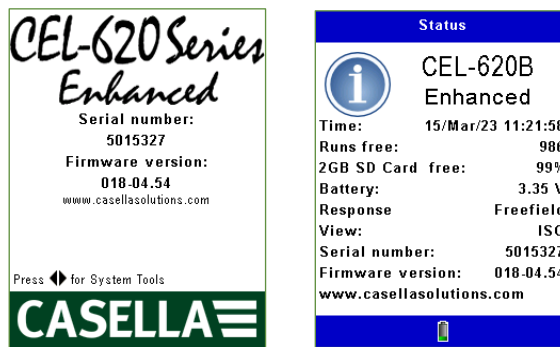 CEL-620 Series
Enhanced
Serial number:
5015327
Firmware version:
018-04.54
www.casellasolutions.com
Press for System Tools
CASELLA
Status
CEL-620B
Enhanced
Time: 15/Mar/23 11:21:58
Runs free: 986
2GB SD Card free: 99%
Battery: 3.35 V
Response Freefield
View: ISO
Serial number: 5015327
Firmware version: 018-04.54
www.casellasolutions.com